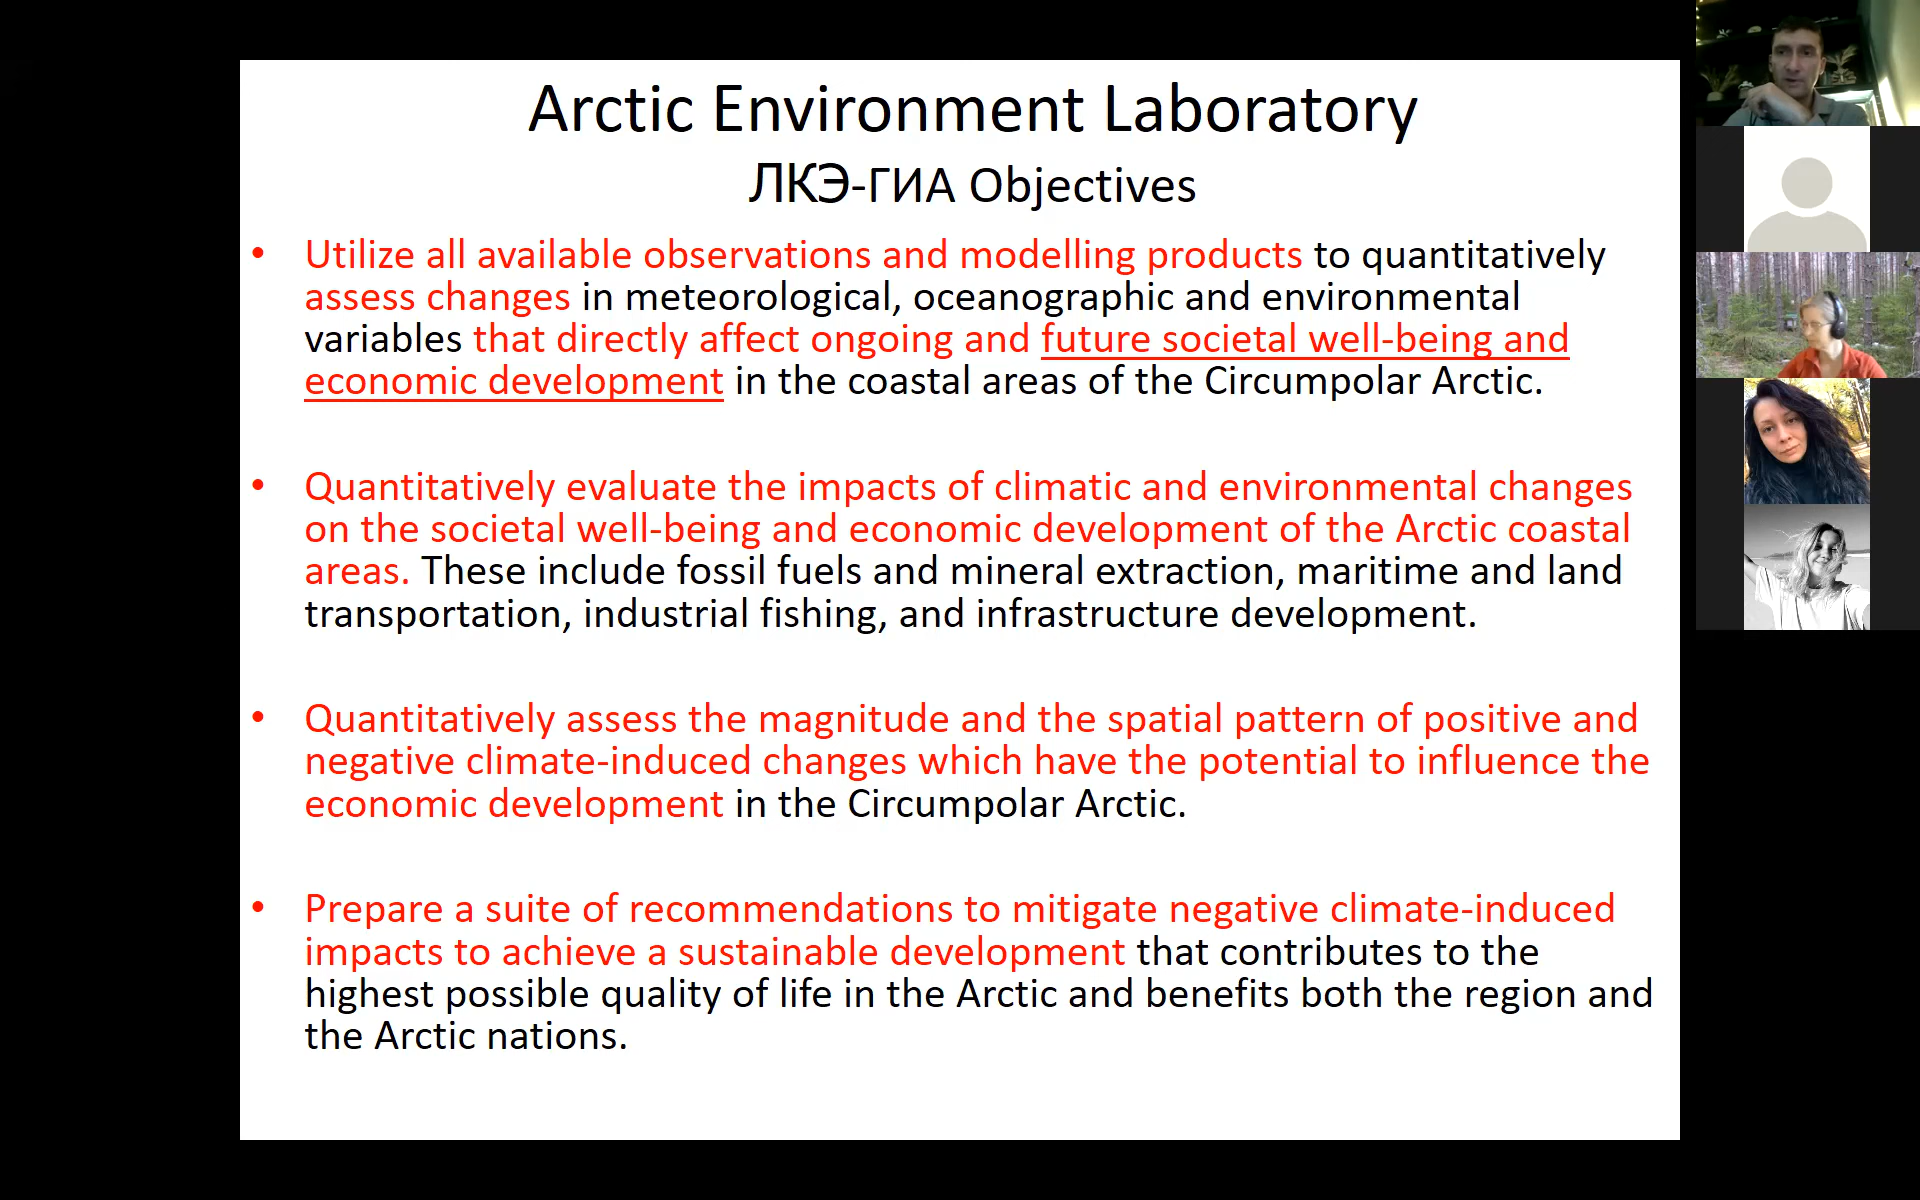 Arctic Environment Laboratory
ЛКЭ-ГИА Objectives
• Utilize all available observations and modelling products to quantitatively
assess changes in meteorological, oceanographic and environmental
variables that directly affect ongoing and future societal well-being and
economic development in the coastal areas of the Circumpolar Arctic.
• Quantitatively evaluate the impacts of climatic and environmental changes
on the societal well-being and economic development of the Arctic coastal
areas. These include fossil fuels and mineral extraction, maritime and land
transportation, industrial fishing, and infrastructure development.
• Quantitatively assess the magnitude and the spatial pattern of positive and
negative climate-induced changes which have the potential to influence the
economic development in the Circumpolar Arctic.
• Prepare a suite of recommendations to mitigate negative climate-induced
impacts to achieve a sustainable development that contributes to the
highest possible quality of life in the Arctic and benefits both the region and
the Arctic nations.